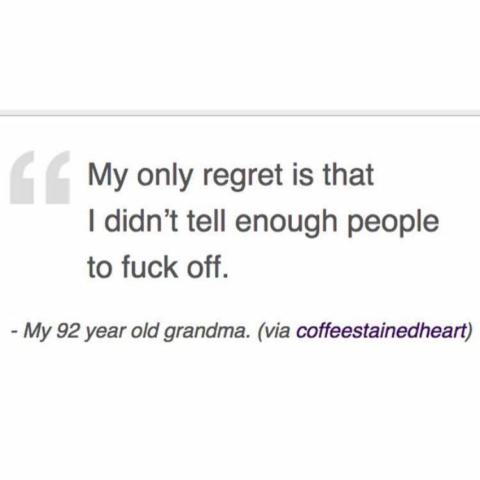 “
My only regret is that
I didn't tell enough people
to fuck off.
- My 92 year old grandma. (via coffeestainedheart)